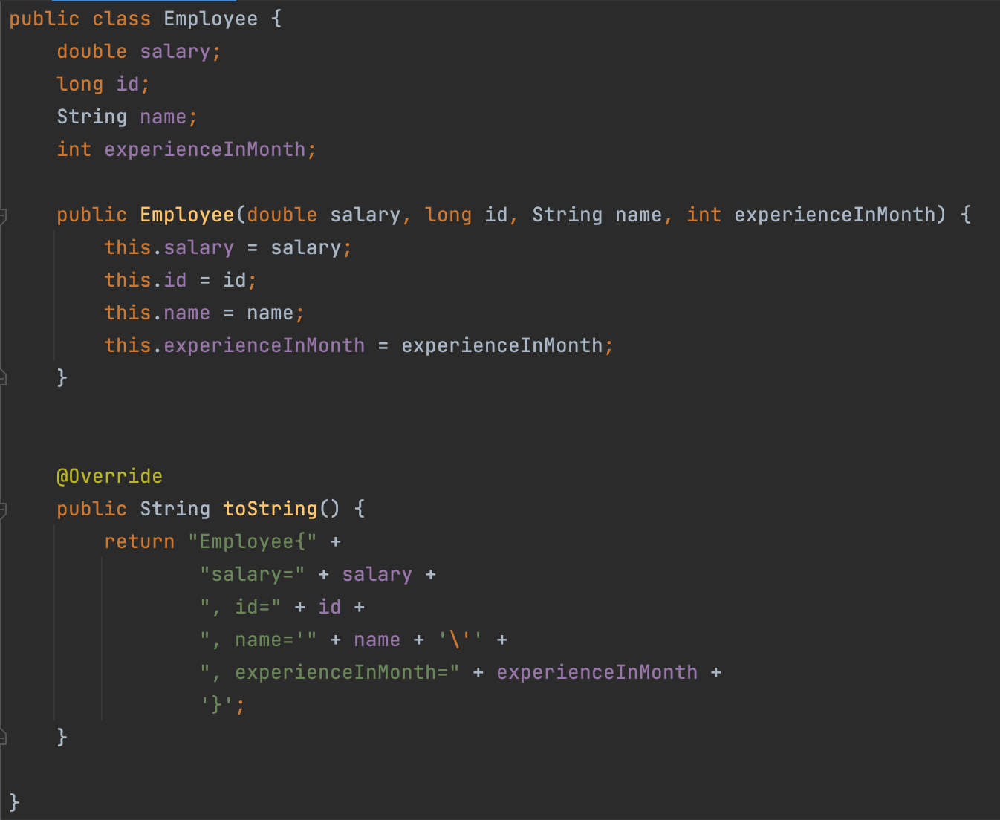 public class Employee {
    double salary;
    long id;
    String name;
    int experienceInMonth;

    public Employee(double salary, long id, String name, int experienceInMonth) {
        this.salary = salary;
        this.id = id;
        this.name = name;
        this.experienceInMonth = experienceInMonth;
    }


    @Override
    public String toString() {
        return "Employee{" +
                "salary=" + salary +
                ", id=" + id +
                ", name='" + name + '\'' +
                ", experienceInMonth=" + experienceInMonth +
                '}';
    }

}